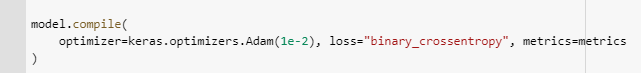 model.compile(
    optimizer=keras.optimizers.Adam(1e-2), loss="binary_crossentropy", metrics=metrics
)